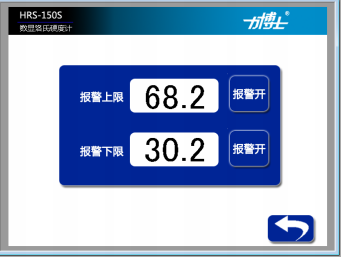 HRS-150S
数显洛氏硬度计
力博士®
报警上限 68.2 报警开
报警下限 30.2 报警开